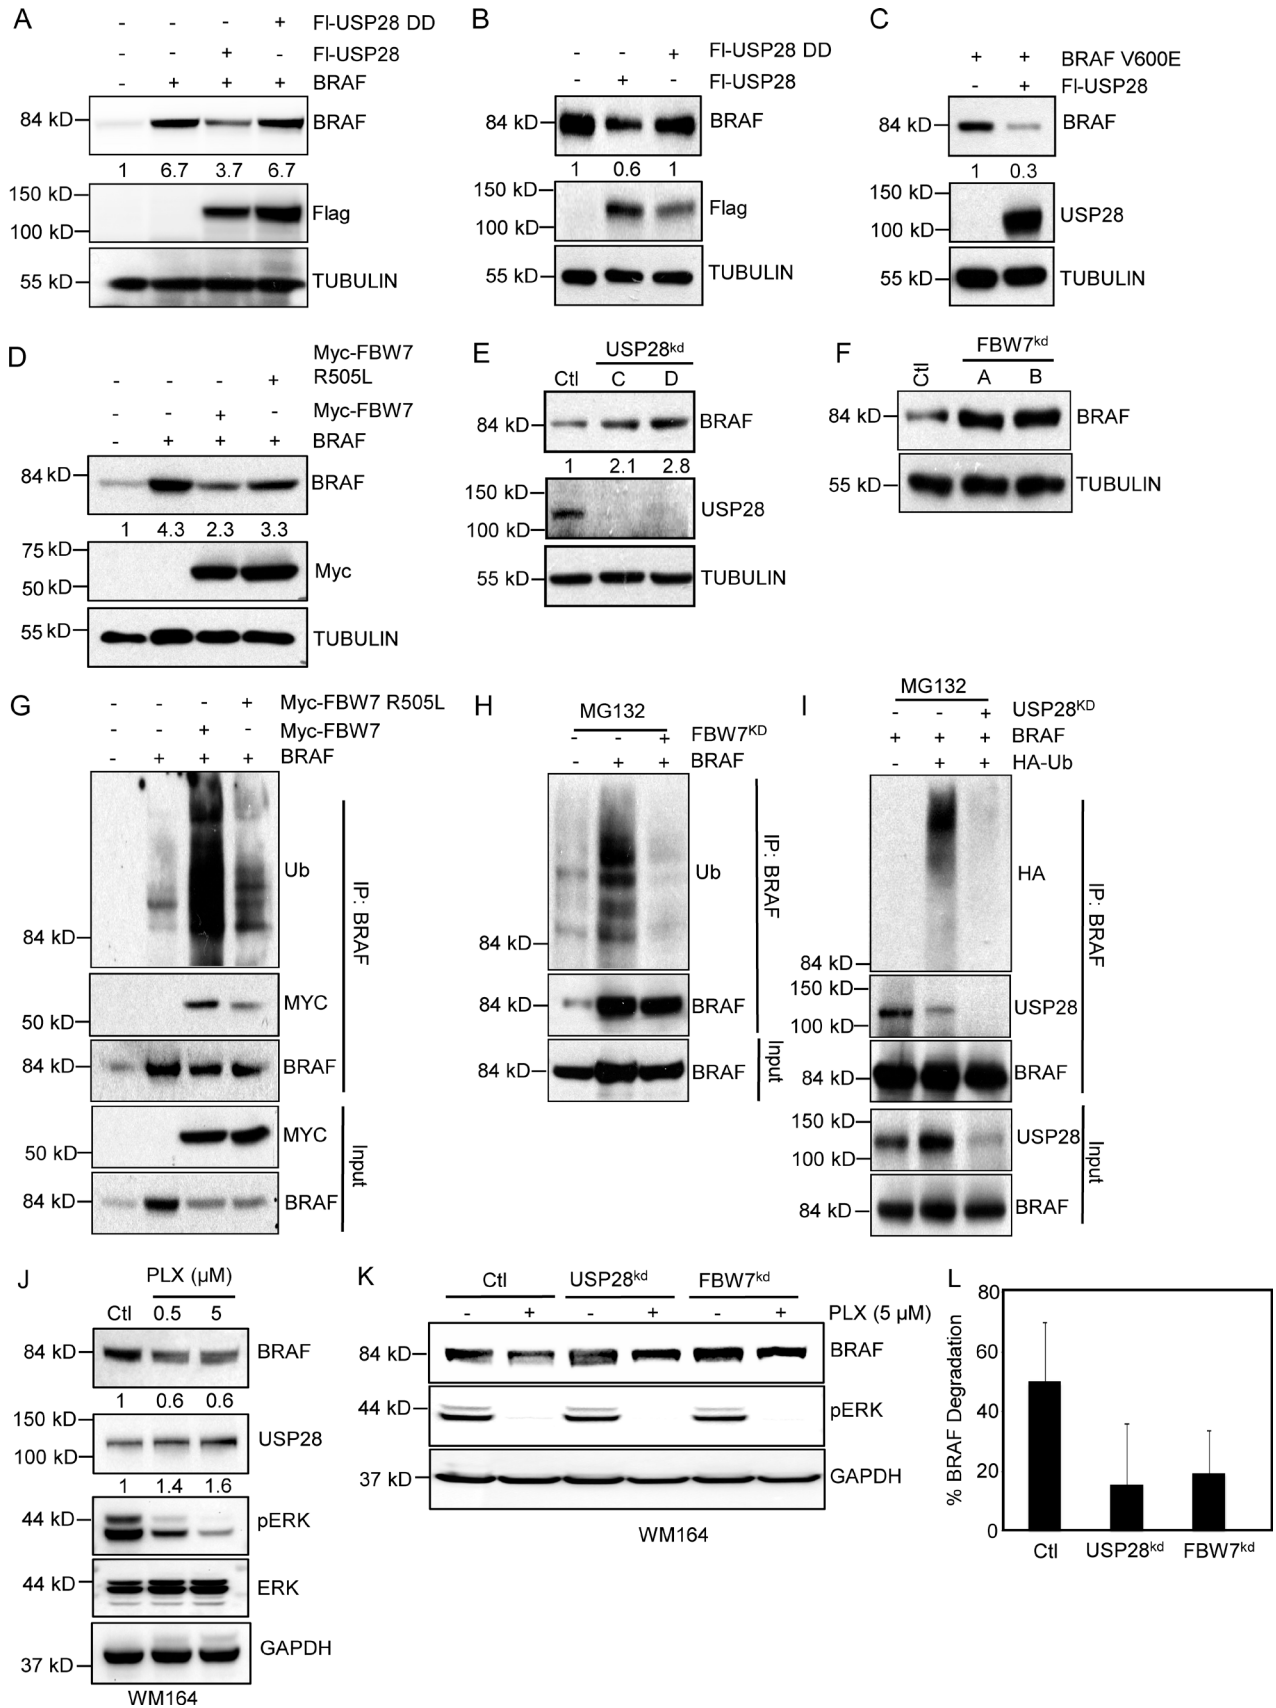 A
- - - + Fl-USP28 DD
- - + - Fl-USP28
- + + + BRAF
84 kD BRAF
1 6.7 3.7 6.7
150 kD
Flag
100 kD
55 kD TUBULIN
B
- - + Fl-USP28 DD
- + - Fl-USP28
84 kD BRAF
1 0.6 1
150 kD
Flag
100 kD
55 kD TUBULIN
C
+ + BRAF V600E
- + Fl-USP28
84 kD BRAF
1 0.3
150 kD
USP28
100 kD
55 kD TUBULIN
D
Myc-FBW7
- - - + R505L
- - + - Myc-FBW7
- + + + BRAF
84 kD BRAF
1 4.3 2.3 3.3
75 kD
Myc
50 kD
55 kD TUBULIN
E
USP28kd
Ctl C D
84 kD BRAF
1 2.1 2.8
150 kD
USP28
100 kD
55 kD TUBULIN
F
FBW7kd
Ctl A B
84 kD BRAF
55 kD TUBULIN
G
- - - + Myc-FBW7 R505L
- - + - Myc-FBW7
- + + + BRAF
Ub
84 kD
MYC
50 kD
84 kD BRAF
IP: BRAF
MYC
50 kD
84 kD BRAF
Input
H
MG132
- - + FBW7KD
- + + BRAF
Ub
84 kD
84 kD BRAF
IP: BRAF
84 kD BRAF
Input
I
MG132
- - + USP28KD
+ + + BRAF
- + + HA-Ub
HA
84 kD
150 kD
USP28
100 kD
84 kD BRAF
IP: BRAF
150 kD
USP28
100 kD
84 kD BRAF
Input
J
PLX (µM)
Ctl 0.5 5
84 kD BRAF
1 0.6 0.6
150 kD
USP28
100 kD
1 1.4 1.6
44 kD pERK
44 kD ERK
GAPDH
37 kD
WM164
K
Ctl USP28kd FBW7kd
- + - + - + PLX (5 µM)
84 kD BRAF
44 kD pERK
37 kD GAPDH
WM164
L
% BRAF Degradation
80
60
40
20
0
Ctl USP28kd FBW7kd